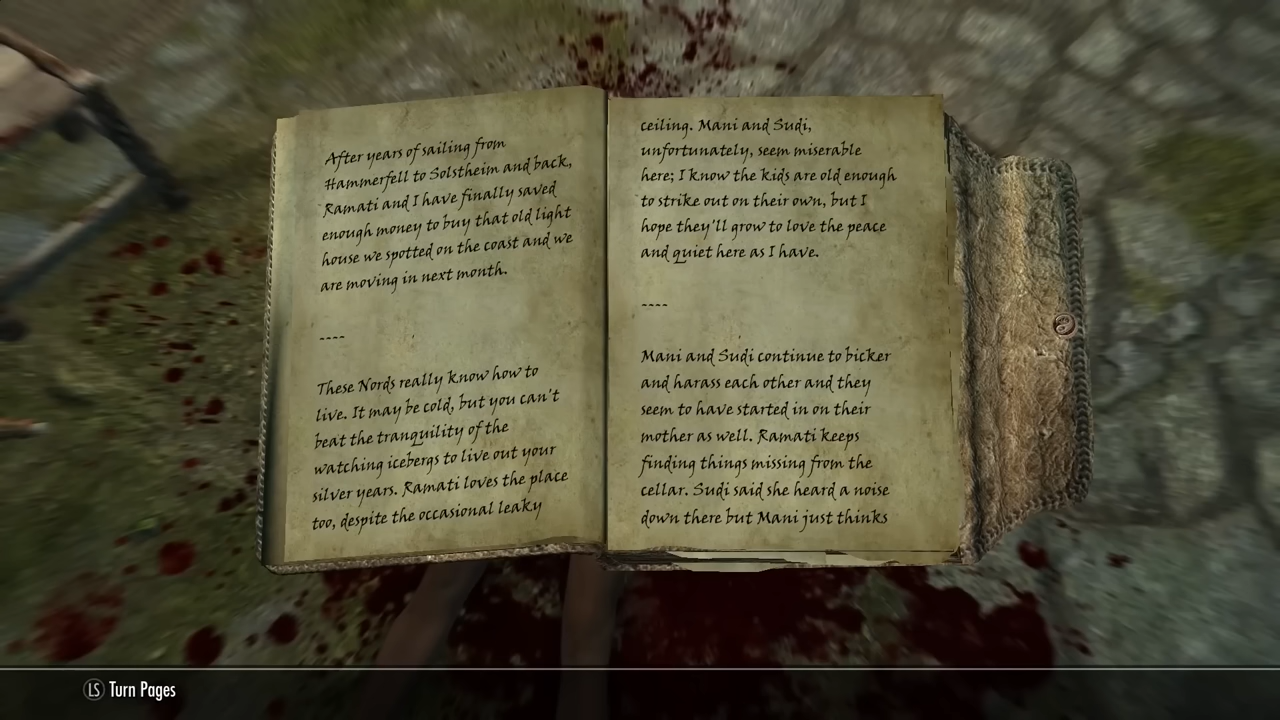 After years of sailing from
Hammerfell to Solstheim and back,
Ramati and I have finally saved
enough money to buy that old light
house we spotted on the coast and we
are moving in next month.
----
These Nords really know how to
live. It may be cold, but you can't
beat the tranquility of the
watching icebergs to live out your
silver years. Ramati loves the place
too, despite the occasional leaky
ceiling. Mani and Sudi,
unfortunately, seem miserable
here; I know the kids are old enough
to strike out on their own, but I
hope they'll grow to love the peace
and quiet here as I have.
----
Mani and Sudi continue to bicker
and harass each other and they
seem to have started in on their
mother as well. Ramati keeps
finding things missing from the
cellar. Sudi said she heard a noise
down there but Mani just thinks
LS Turn Pages